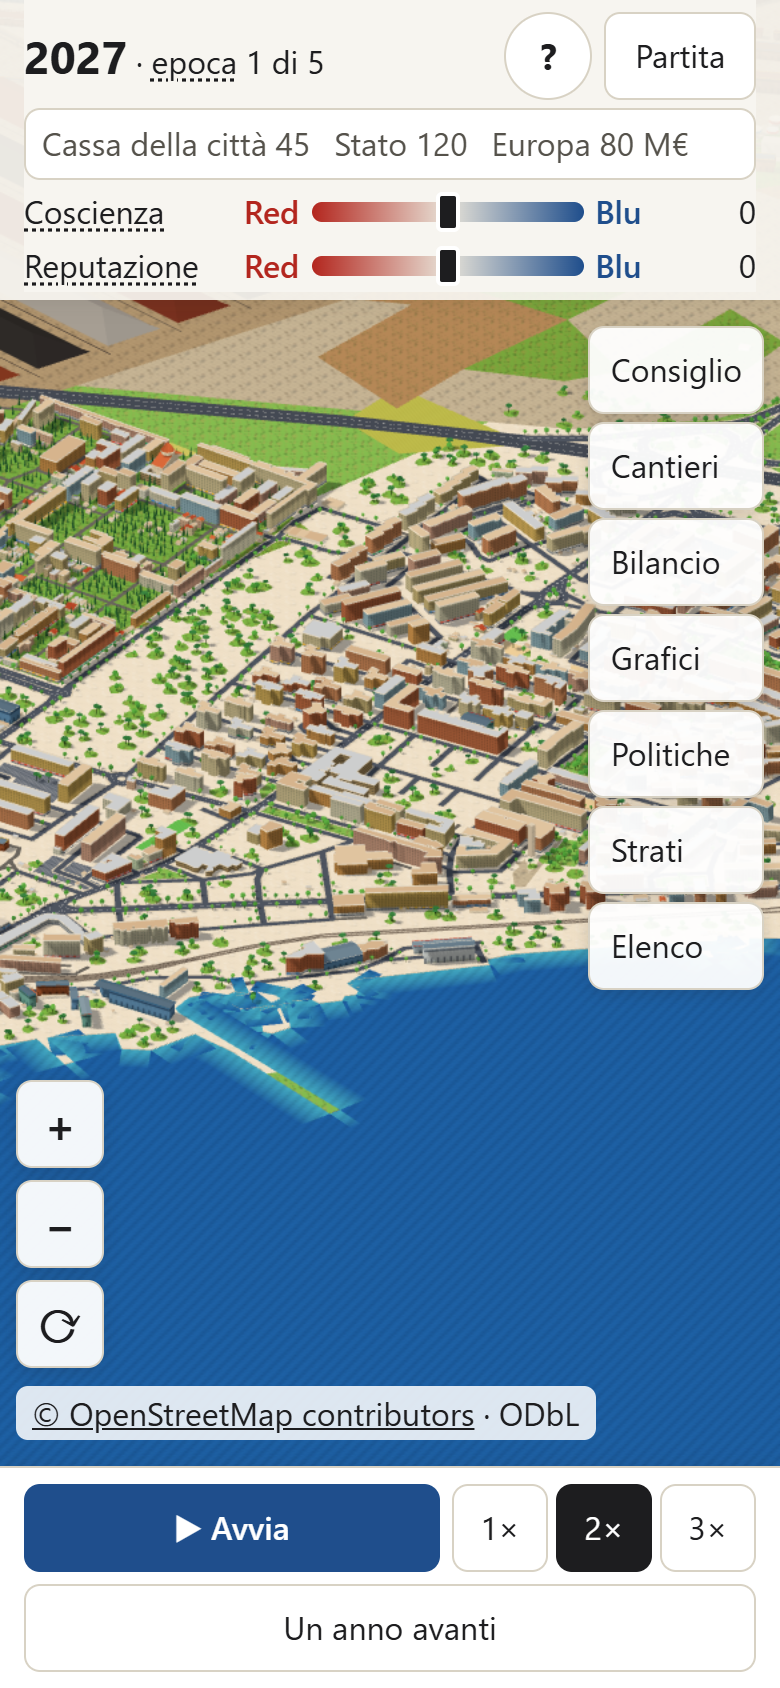 2027 · epoca 1 di 5
?
Partita
Cassa della città 45 Stato 120 Europa 80 M€
Coscienza Red Blu 0
Reputazione Red Blu 0
Consiglio
Cantieri
Bilancio
Grafici
Politiche
Strati
Elenco
+
−
© OpenStreetMap contributors · ODbL
▶ Avvia 1× 2× 3×
Un anno avanti